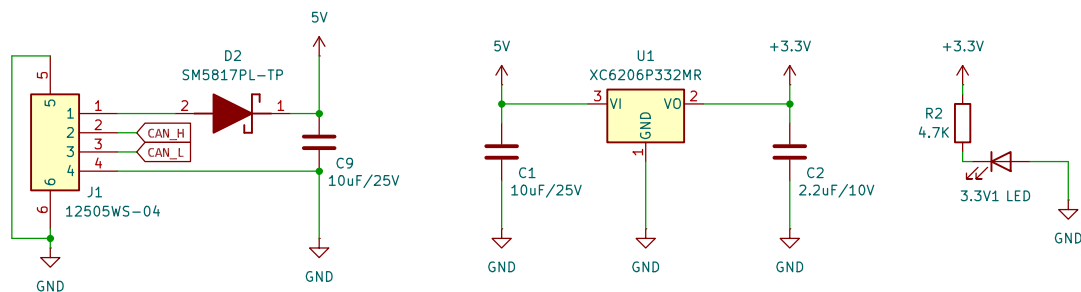 5V
D2
SM5817PL-TP
5
5
1
2
3
4
6
6
1
2
3
4
2
1
CAN_H
CAN_L
C9
10uF/25V
J1
12505WS-04
GND
GND
5V
U1
XC6206P332MR
+3.3V
3
VI
VO
2
GND
1
C1
10uF/25V
C2
2.2uF/10V
GND
GND
GND
+3.3V
R2
4.7K
3.3V1 LED
GND